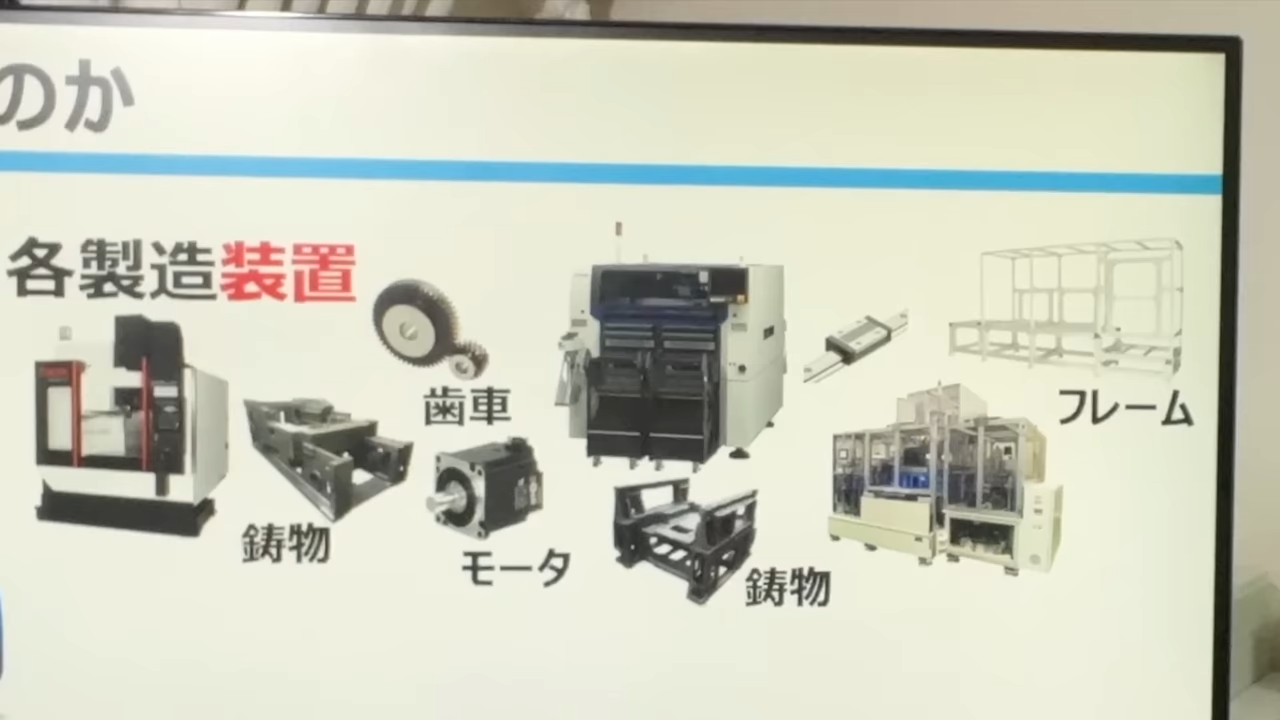 のか
各製造装置
歯車
フレーム
鋳物
モータ
鋳物